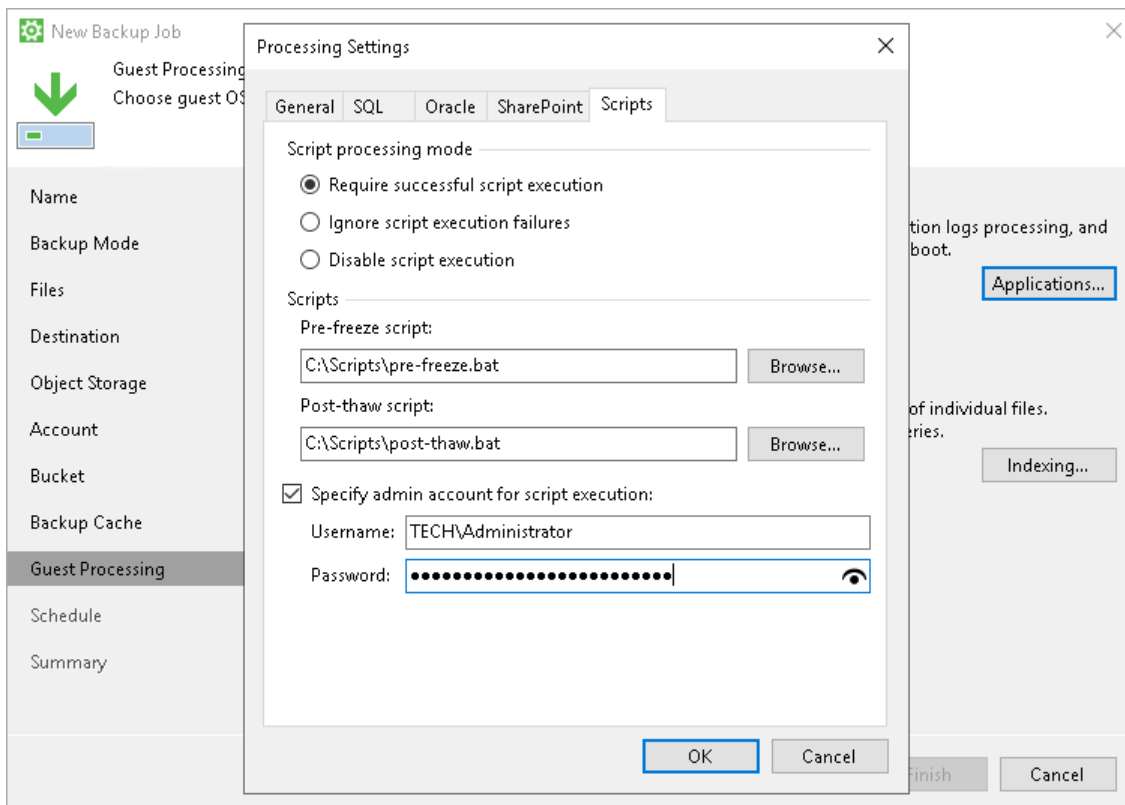 New Backup Job
Guest Processing
Choose guest OS
Name
Backup Mode
Files
Destination
Object Storage
Account
Bucket
Backup Cache
Guest Processing
Schedule
Summary
Processing Settings
General SQL Oracle SharePoint Scripts
Script processing mode
Require successful script execution
Ignore script execution failures
Disable script execution
Scripts
Pre-freeze script:
C:\Scripts\pre-freeze.bat Browse...
Post-thaw script:
C:\Scripts\post-thaw.bat Browse...
Specify admin account for script execution:
Username: TECH\Administrator
Password:
OK Cancel
tion logs processing, and
boot.
Applications...
of individual files.
eries.
Indexing...
Finish Cancel